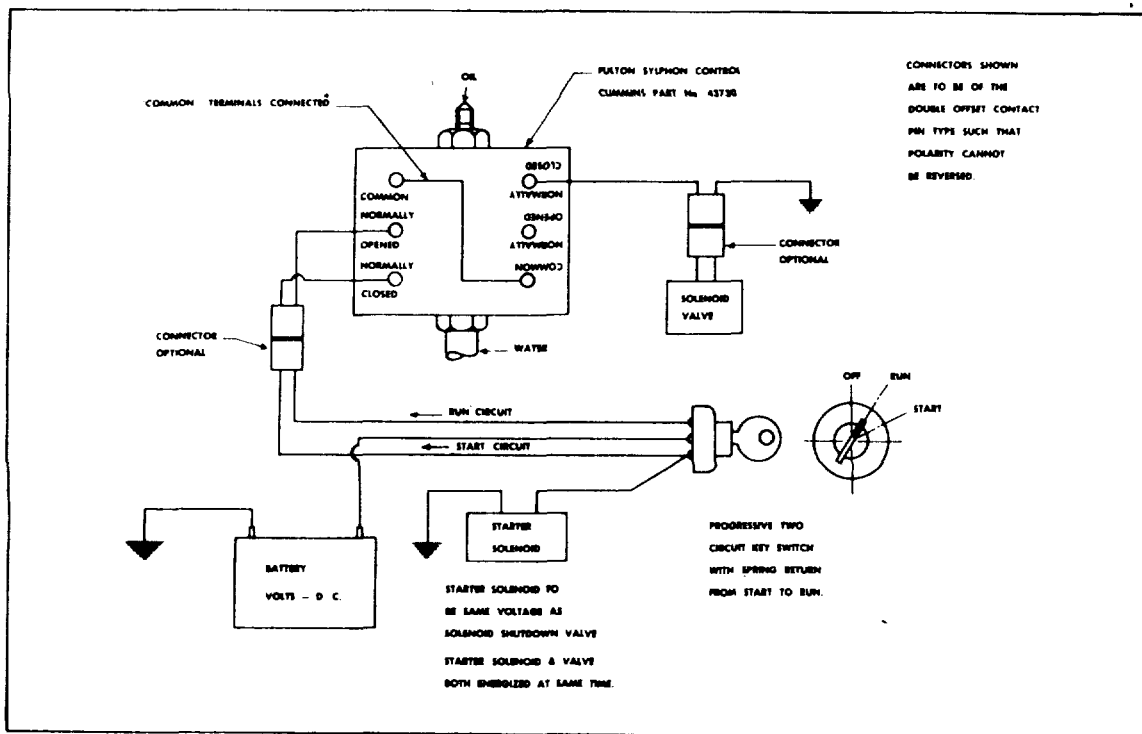 OIL
FULTON SYLPHON CONTROL
CUMMINS PART No
COMMON TERMINALS CONNECTED
CONNECTORS SHOWN
ARE TO BE OF THE
DOUBLE OFFSET CONTACT
PIN TYPE SUCH THAT
POLARITY CANNOT
BE REVERSED.
COMMON
NORMALLY
OPENED
NORMALLY
CLOSED
CLOSED
NORMALLY
OPENED
NORMALLY
COMMON
CONNECTOR
OPTIONAL
SOLENOID
VALVE
CONNECTOR
OPTIONAL
WATER
RUN CIRCUIT
START CIRCUIT
OFF
RUN
START
BATTERY
VOLTS - D C.
STARTER
SOLENOID
STARTER SOLENOID TO
BE SAME VOLTAGE AS
SOLENOID SHUTDOWN VALVE
STARTER SOLENOID & VALVE
BOTH ENERGIZED AT SAME TIME.
PROGRESSIVE TWO
CIRCUIT KEY SWITCH
WITH SPRING RETURN
FROM START TO RUN.